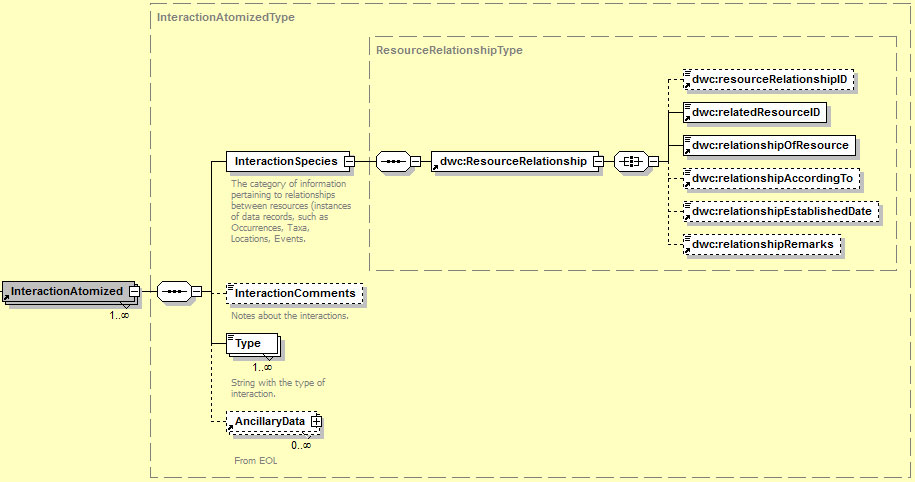 InteractionAtomizedType
ResourceRelationshipType
dwc:resourceRelationshipID
dwc:relatedResourceID
dwc:relationshipOfResource
dwc:relationshipAccordingTo
dwc:relationshipEstablishedDate
dwc:relationshipRemarks
InteractionSpecies
dwc:ResourceRelationship
The category of information
pertaining to relationships
between resources (instances
of data records, such as
Occurrences, Taxa,
Locations, Events.
InteractionAtomized
1..∞
InteractionComments
Notes about the interactions.
Type
1..∞
String with the type of
interaction.
AncillaryData
0..∞
From EOL